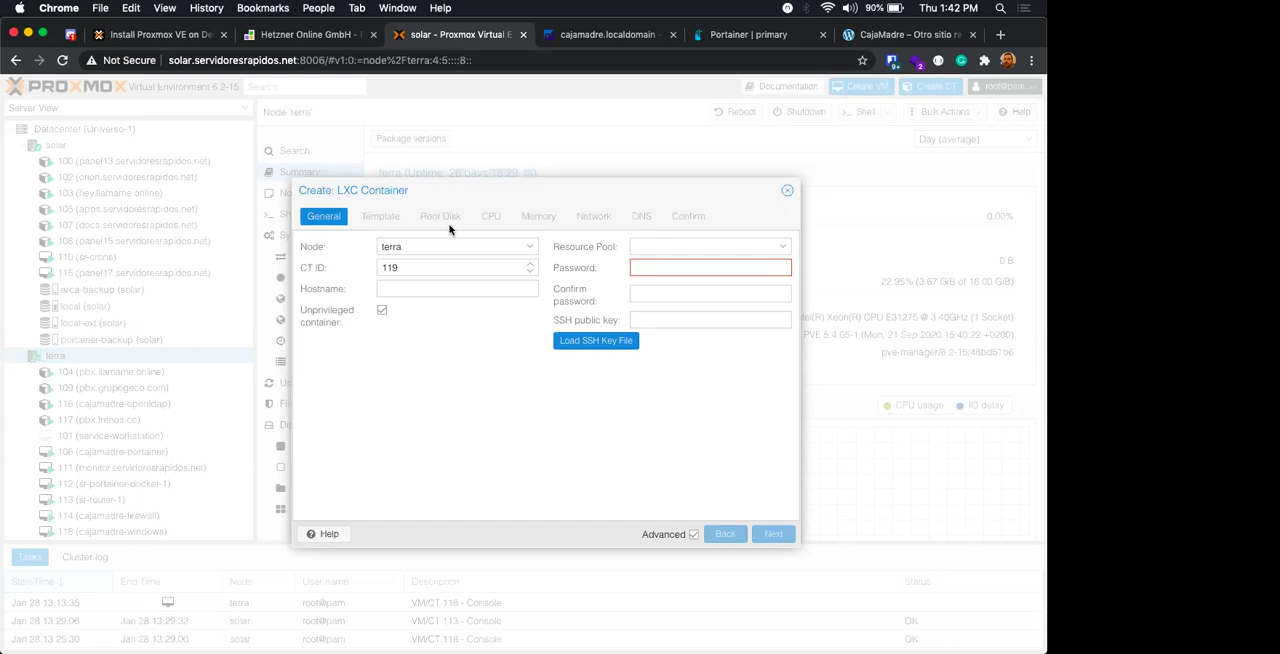 Chrome File Edit View History Bookmarks People Tab Window Help 90% Thu 1:42 PM
Install Proxmox VE on De
Hetzner Online GmbH -
solar - Proxmox Virtual E
cajamadre.localdomain -
Portainer | primary
CajaMadre – Otro sitio re
Not Secure solar.servidoresrapidos.net:8006/#v1:0:=node%2Fterra:4:5::::8::
PROXMOX Virtual Environment 6.2-15 Search Documentation Create VM Create CT root@pam
Server View
Node 'terra' Reboot Shutdown >_ Shell Bulk Actions Help
Datacenter (Universo-1)
solar
100 (panel13.servidoresrapidos.net)
102 (onon.servidoresrapidos.net)
103 (hey.llamame.online)
105 (apps.servidoresrapidos.net)
107 (docs.servidoresrapidos.net)
108 (panel15.servidoresrapidos.net)
110 (sr-crons)
115 (panel17.servidoresrapidos.net)
arca-backup (solar)
local (solar)
local-ext (solar)
portainer-backup (solar)
terra
104 (pbx.llamame.online)
109 (pbx.grupogeco.com)
116 (cajamadre-openldap)
117 (pbx.frenos.cc)
101 (service-workstation)
106 (cajamadre-portainer)
111 (monitor.servidoresrapidos.net)
112 (sr-portainer-docker-1)
113 (sr-router-1)
114 (cajamadre-firewall)
118 (cajamadre-windows)
Search
Summary
Package versions
Day (average)
terra (Uptime: 26 days 18:29:14)
0.00%
0 B
22.95% (3.67 GiB of 16.00 GiB)
(R) Xeon(R) CPU E31275 @ 3.40GHz (1 Socket)
PVE 5.4.65-1 (Mon, 21 Sep 2020 15:40:22 +0200)
pve-manager/6.2-15/48bd51b6
CPU usage IO delay
Create: LXC Container
General Template Root Disk CPU Memory Network DNS Confirm
Node: terra
CT ID: 119
Hostname:
Unprivileged
container:
Resource Pool:
Password:
Confirm
password:
SSH public key:
Load SSH Key File
Help Advanced Back Next
Tasks Cluster log
Start Time End Time Node User name Description Status
Jan 28 13:13:35 terra root@pam VM/CT 118 - Console
Jan 28 13:29:06 Jan 28 13:29:32 solar root@pam VM/CT 113 - Console OK
Jan 28 13:25:30 Jan 28 13:29:00 solar root@pam VM/CT 118 - Console OK